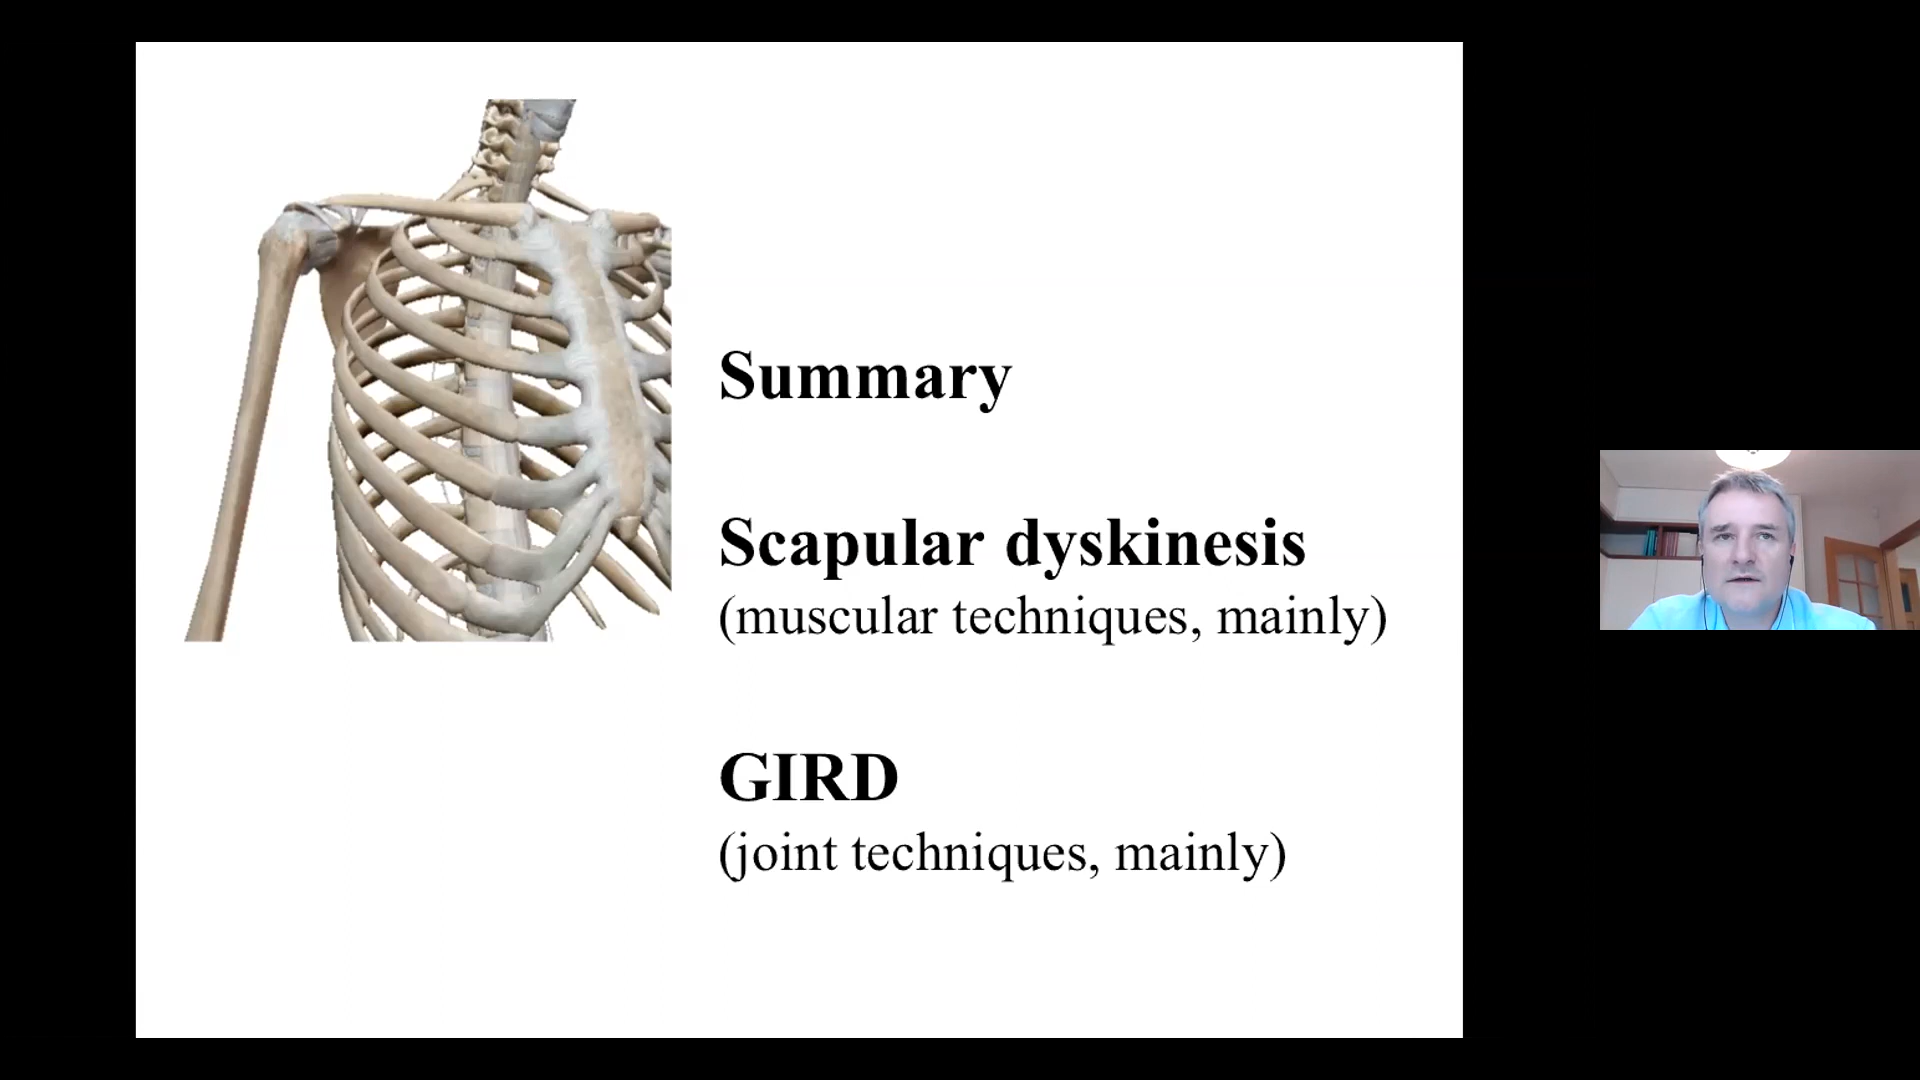 Summary
Scapular dyskinesis
(muscular techniques, mainly)
GIRD
(joint techniques, mainly)